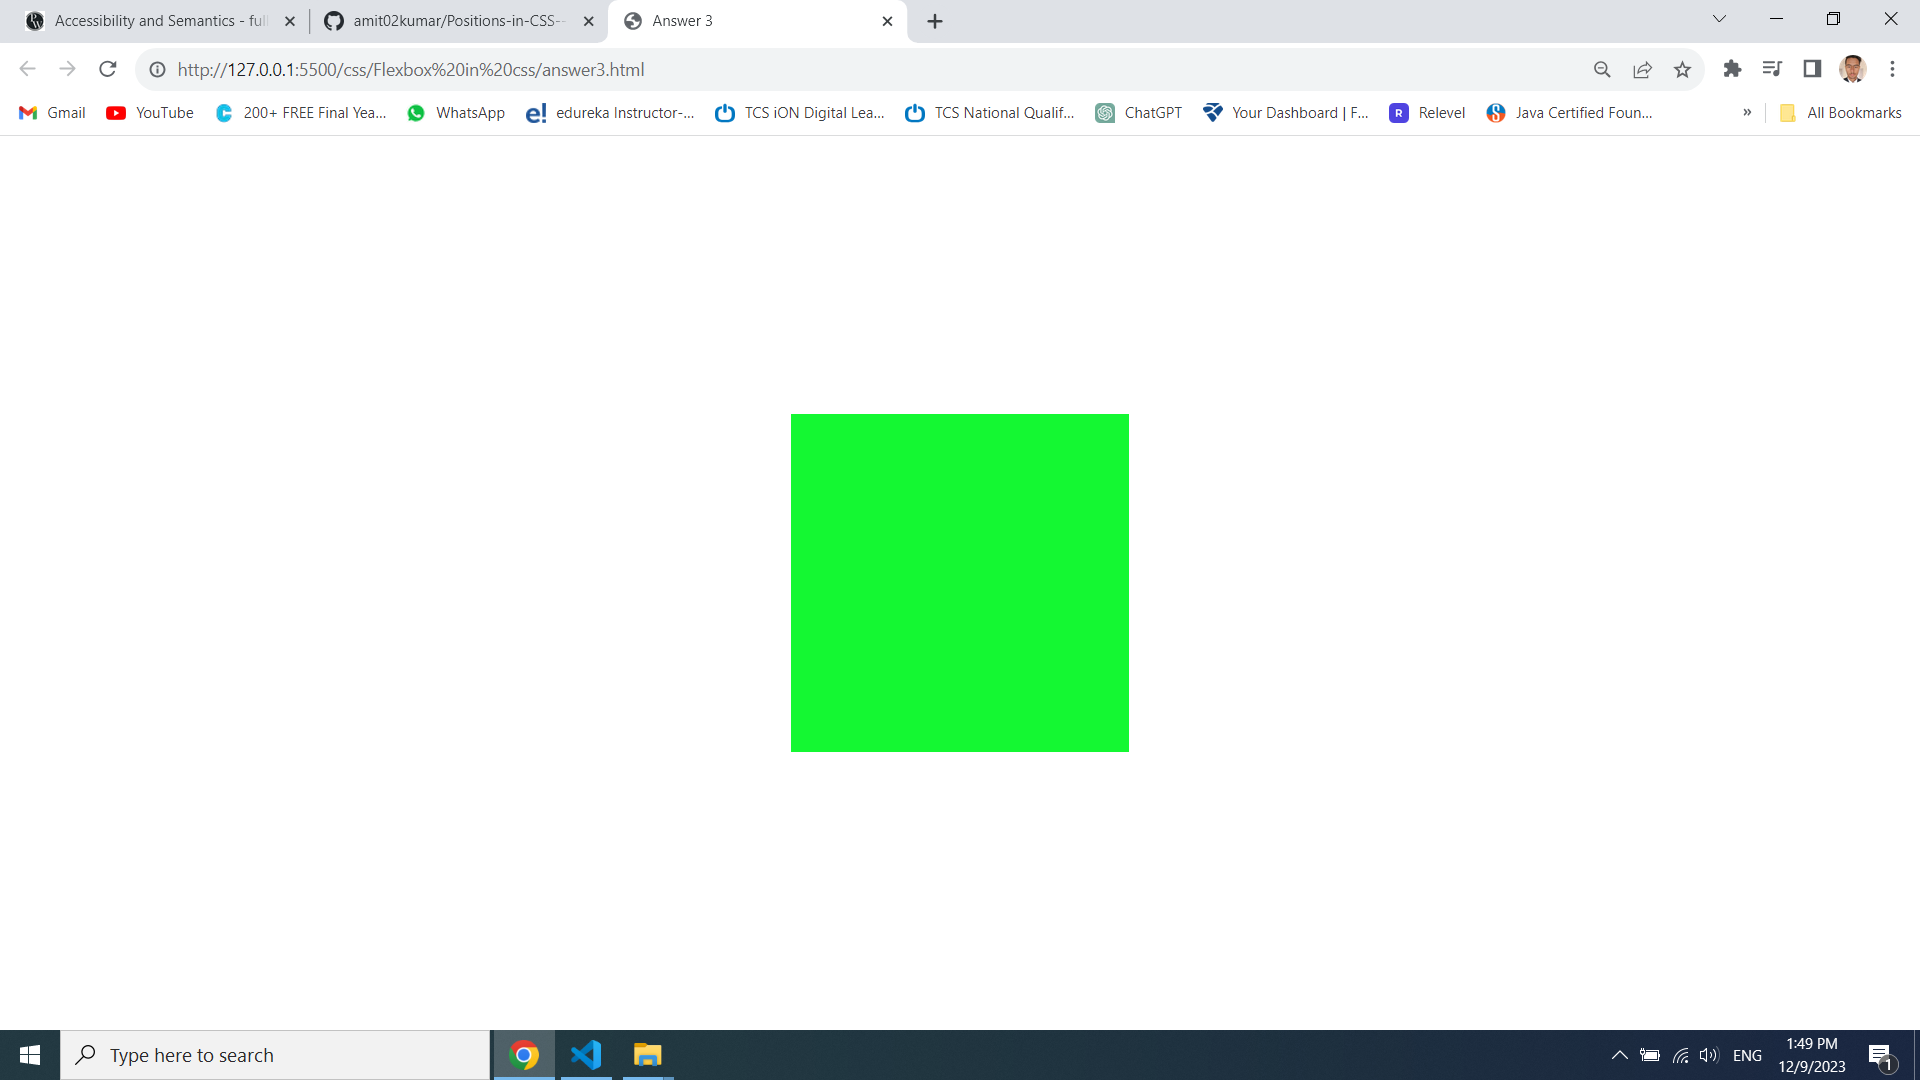 Accessibility and Semantics - full
amit02kumar/Positions-in-CSS--
Answer 3
http://127.0.0.1:5500/css/Flexbox%20in%20css/answer3.html
Gmail
YouTube
200+ FREE Final Yea...
WhatsApp
e! edureka Instructor-...
TCS iON Digital Lea...
TCS National Qualif...
ChatGPT
Your Dashboard | F...
R Relevel
Java Certified Foun...
»
All Bookmarks
Type here to search
ENG
1:49 PM
12/9/2023
1